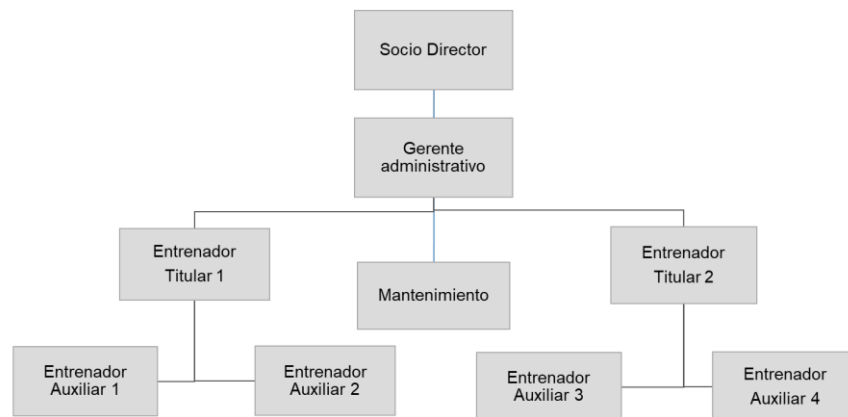 Socio Director
Gerente
administrativo
Entrenador
Titular 1
Mantenimiento
Entrenador
Titular 2
Entrenador
Auxiliar 1
Entrenador
Auxiliar 2
Entrenador
Auxiliar 3
Entrenador
Auxiliar 4